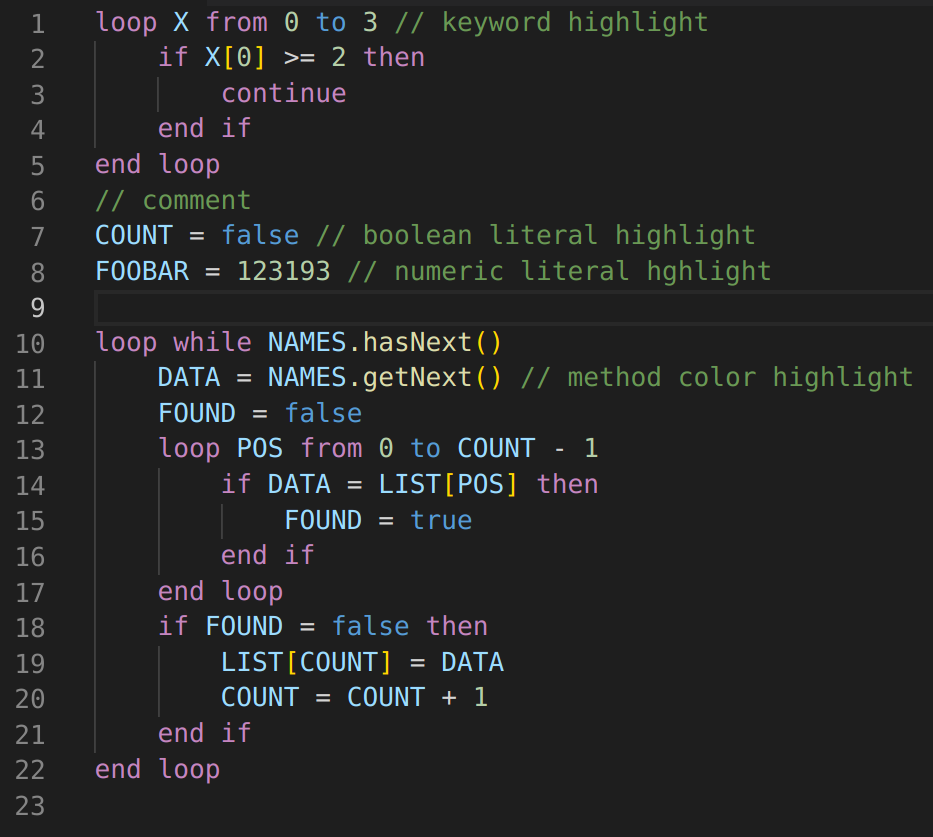 1 loop X from 0 to 3 // keyword highlight
2     if X[0] >= 2 then
3         continue
4     end if
5 end loop
6 // comment
7 COUNT = false // boolean literal highlight
8 FOOBAR = 123193 // numeric literal hghlight
9
10 loop while NAMES.hasNext()
11     DATA = NAMES.getNext() // method color highlight
12     FOUND = false
13     loop POS from 0 to COUNT - 1
14         if DATA = LIST[POS] then
15             FOUND = true
16         end if
17     end loop
18     if FOUND = false then
19         LIST[COUNT] = DATA
20         COUNT = COUNT + 1
21     end if
22 end loop
23